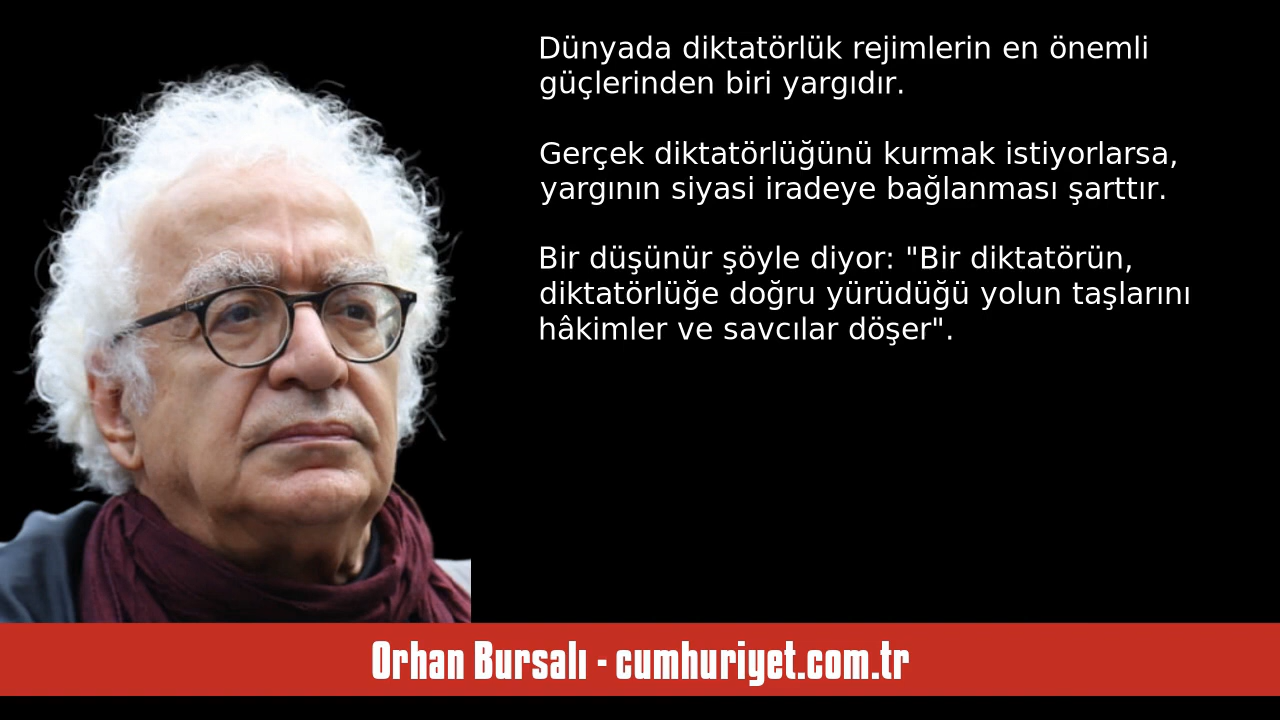 Dünyada diktatörlük rejimlerin en önemli
güçlerinden biri yargıdır.
Gerçek diktatörlüğünü kurmak istiyorlarsa,
yargının siyasi iradeye bağlanması şarttır.
Bir düşünür şöyle diyor: "Bir diktatörün,
diktatörlüğe doğru yürüdüğü yolun taşlarını
hâkimler ve savcılar döşer".
Orhan Bursalı - cumhuriyet.com.tr